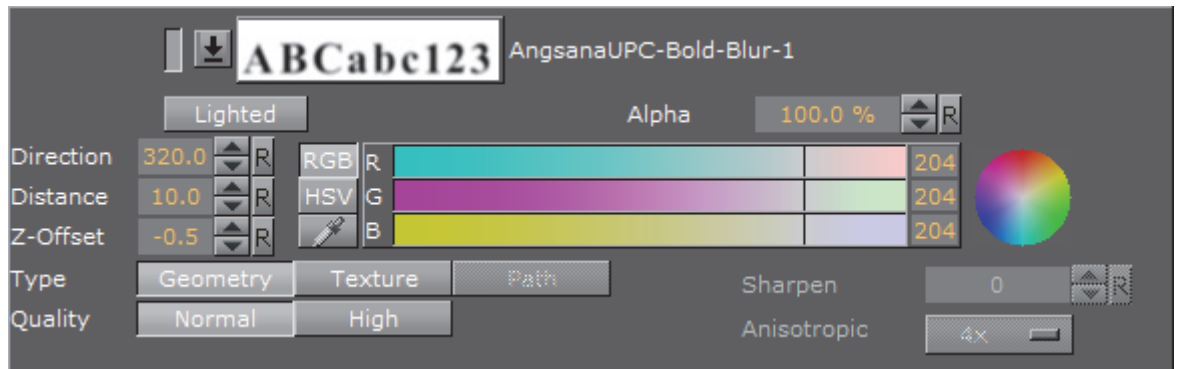 ABCabc123 AngsanaUPC-Bold-Blur-1
Lighted Alpha 100.0 % R
Direction 320.0 R RGB R 204
Distance 10.0 R HSV G 204
Z-Offset -0.5 R B 204
Type Geometry Texture Path Sharpen 0 R
Quality Normal High Anisotropic 4x